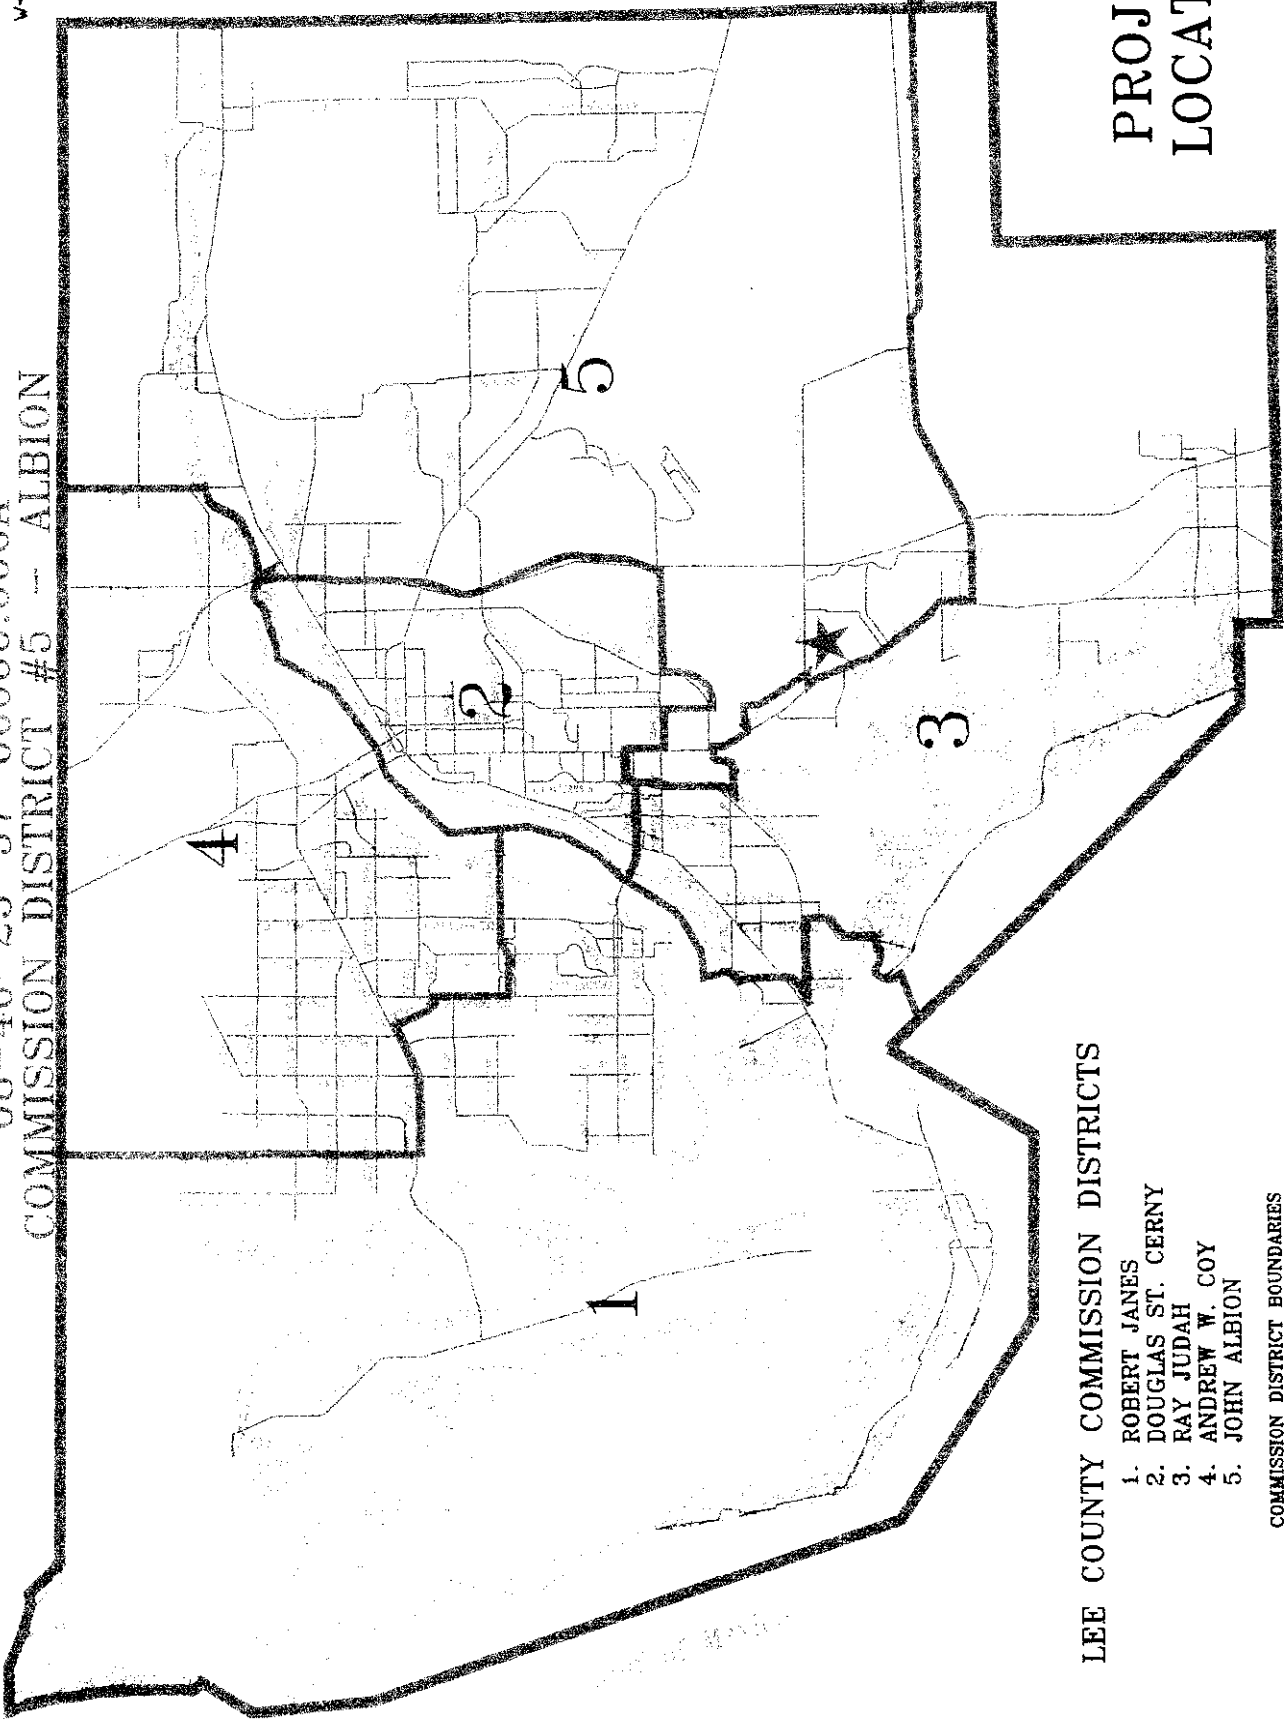 COMMISSION DISTRICT #5 - ALBION
4
5
2
1
3
PROJ
LOCAT
LEE COUNTY COMMISSION DISTRICTS
1. ROBERT JANES
2. DOUGLAS ST. CERNY
3. RAY JUDAH
4. ANDREW W. COY
5. JOHN ALBION
COMMISSION DISTRICT BOUNDARIES